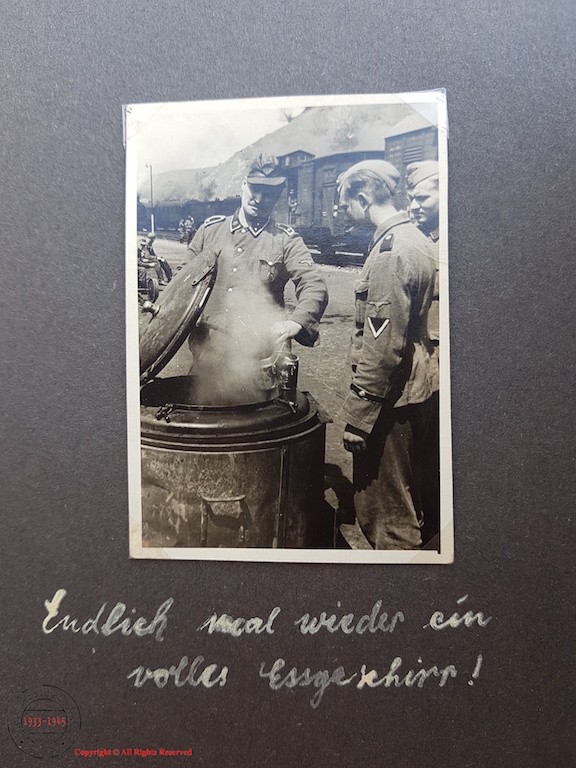 Endlich mal wieder ein
volles Essgeschirr!
1933-1945
Copyright © All Rights Reserved